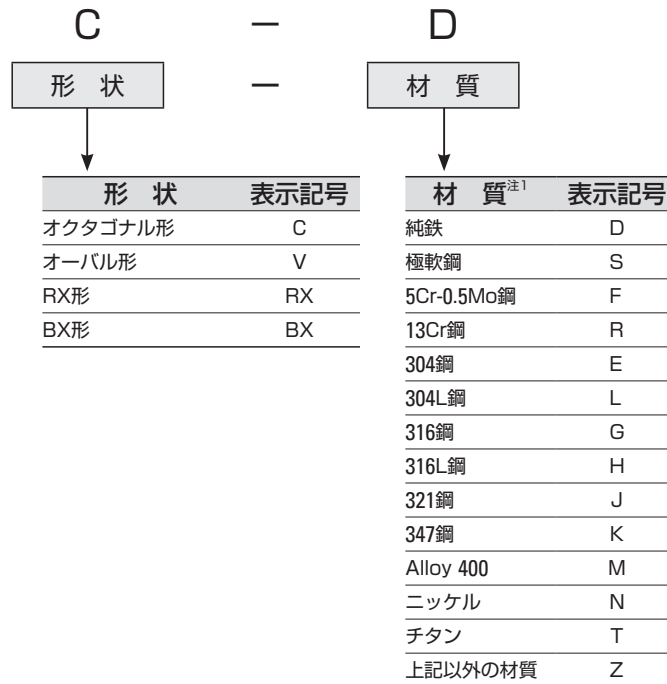 C － D
形 状 － 材 質
形 状 表示記号
オクタゴナル形 C
オーバル形 V
RX形 RX
BX形 BX
材 質注1 表示記号
純鉄 D
極軟鋼 S
5Cr-0.5Mo鋼 F
13Cr鋼 R
304鋼 E
304L鋼 L
316鋼 G
316L鋼 H
321鋼 J
347鋼 K
Alloy 400 M
ニッケル N
チタン T
上記以外の材質 Z